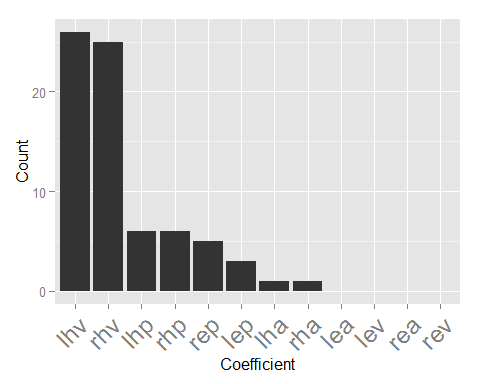 Count
20
10
0
lhv rhv lhp rhp rep lep lha rha lea lev rea rev
Coefficient